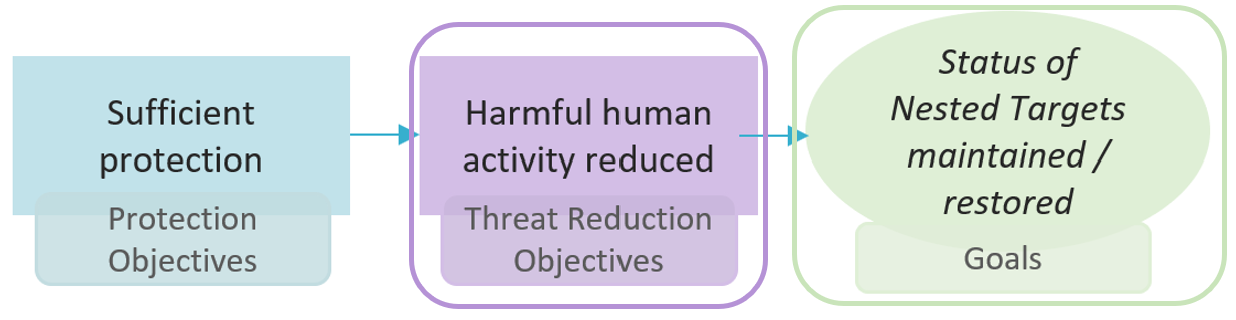 Sufficient
protection
Protection
Objectives
Harmful human
activity reduced
Threat Reduction
Objectives
Status of
Nested Targets
maintained /
restored
Goals